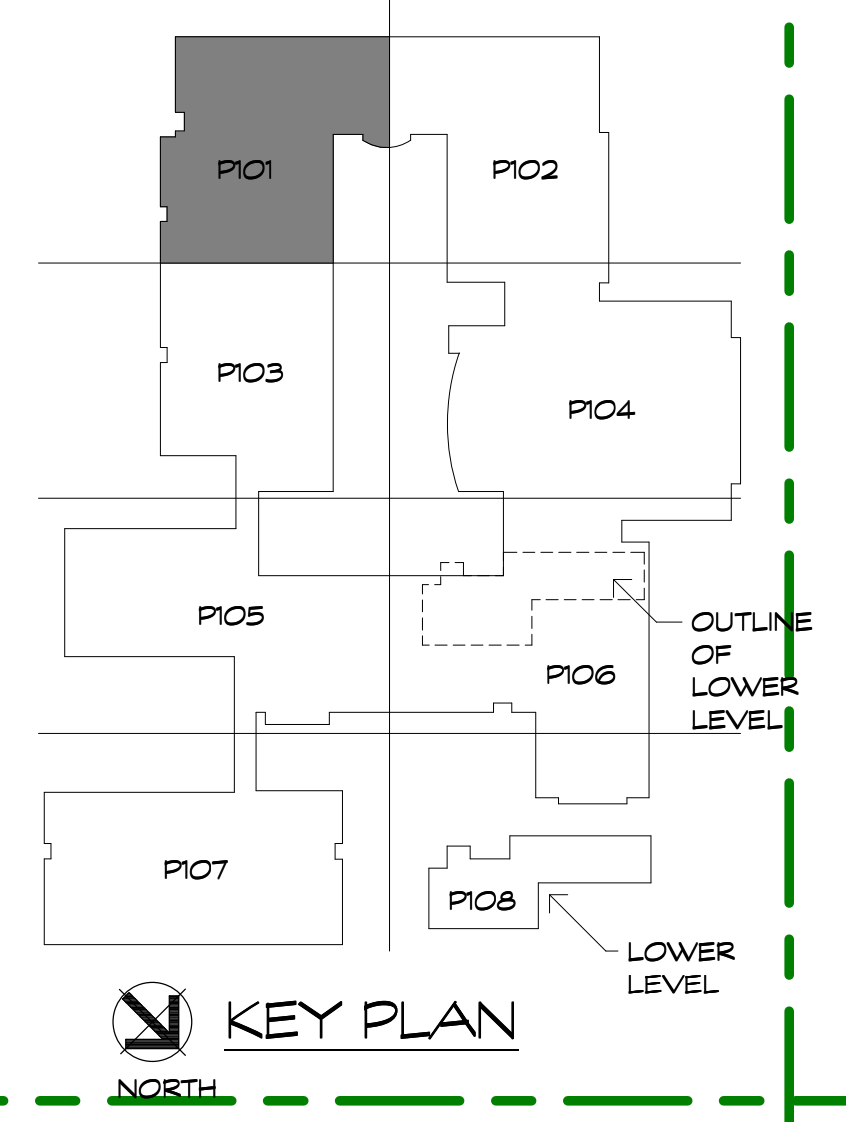 P101
P102
P103
P104
P105
OUTLINE
OF
LOWER
LEVEL
P106
P107
P108
LOWER
LEVEL
KEY PLAN
NORTH